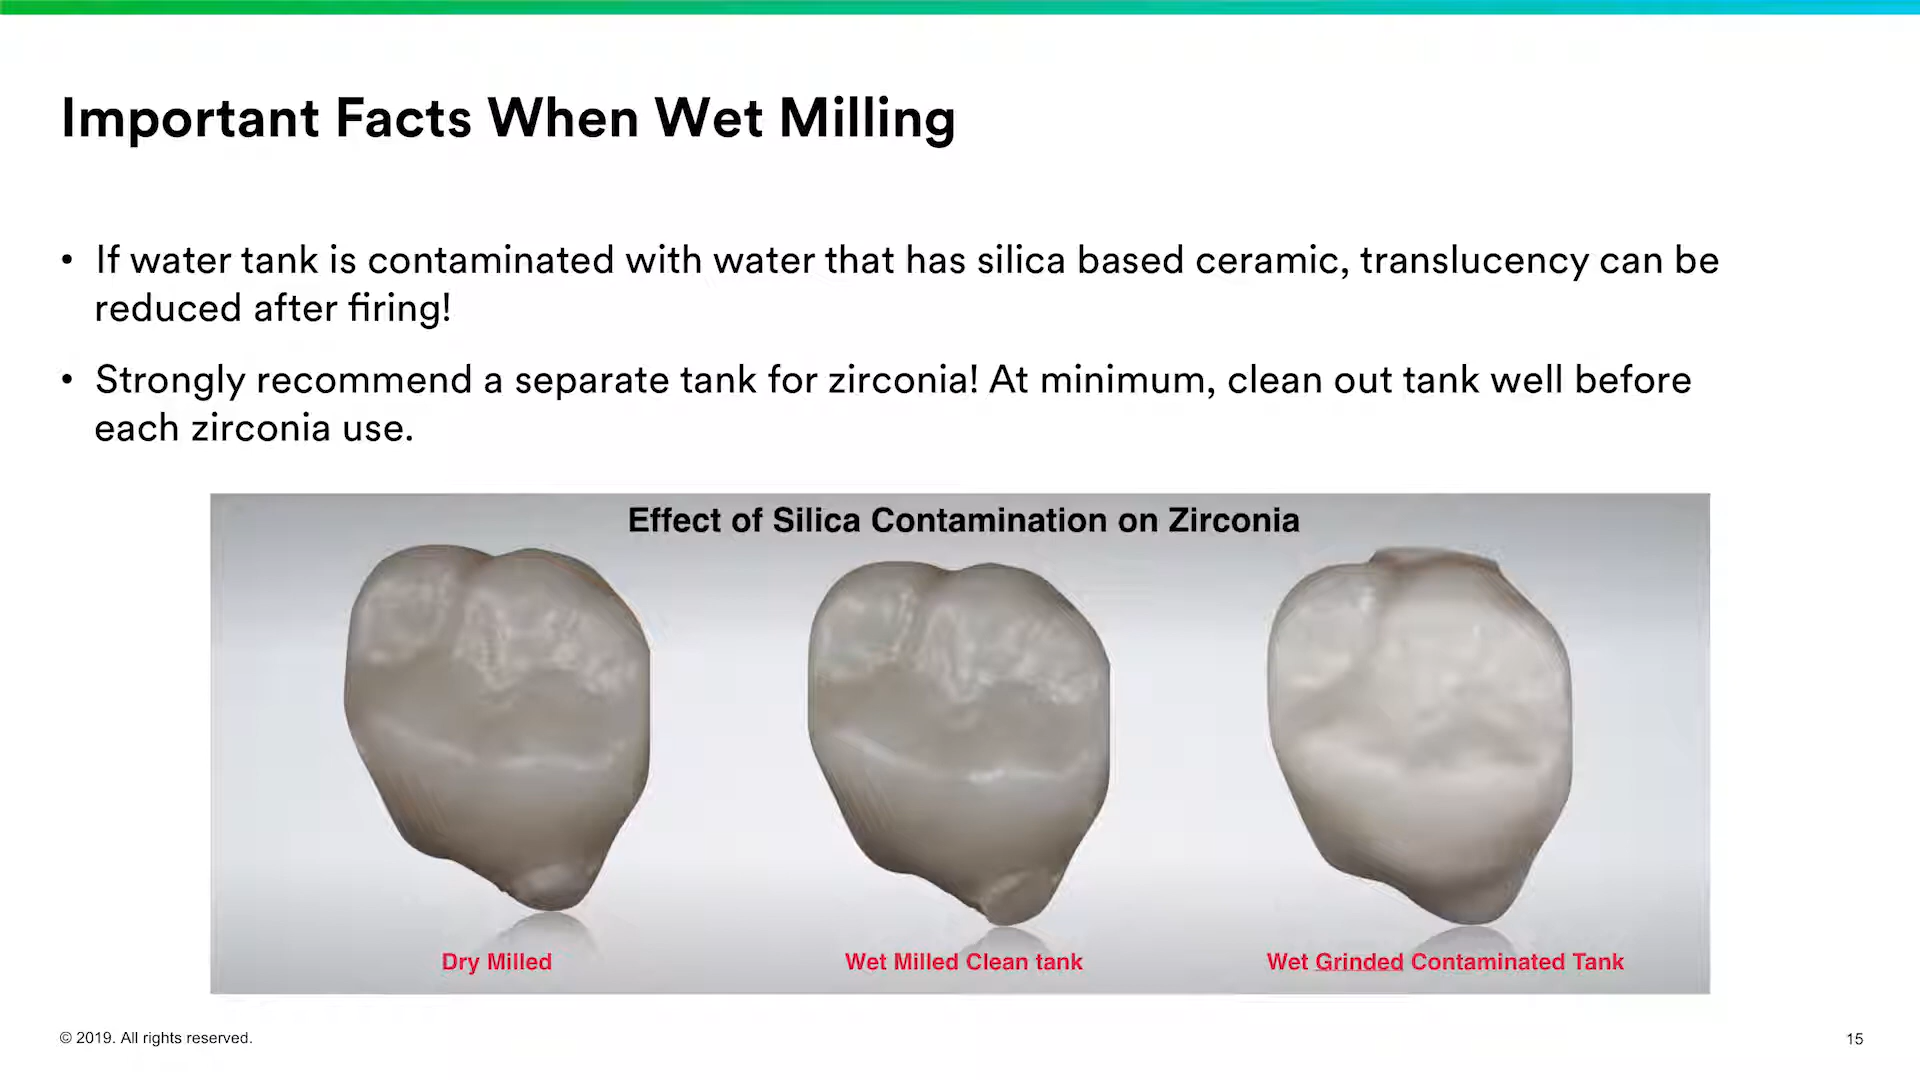 Important Facts When Wet Milling
• If water tank is contaminated with water that has silica based ceramic, translucency can be
reduced after firing!
• Strongly recommend a separate tank for zirconia! At minimum, clean out tank well before
each zirconia use.
Effect of Silica Contamination on Zirconia
Dry Milled
Wet Milled Clean tank
Wet Grinded Contaminated Tank
© 2019. All rights reserved.
15